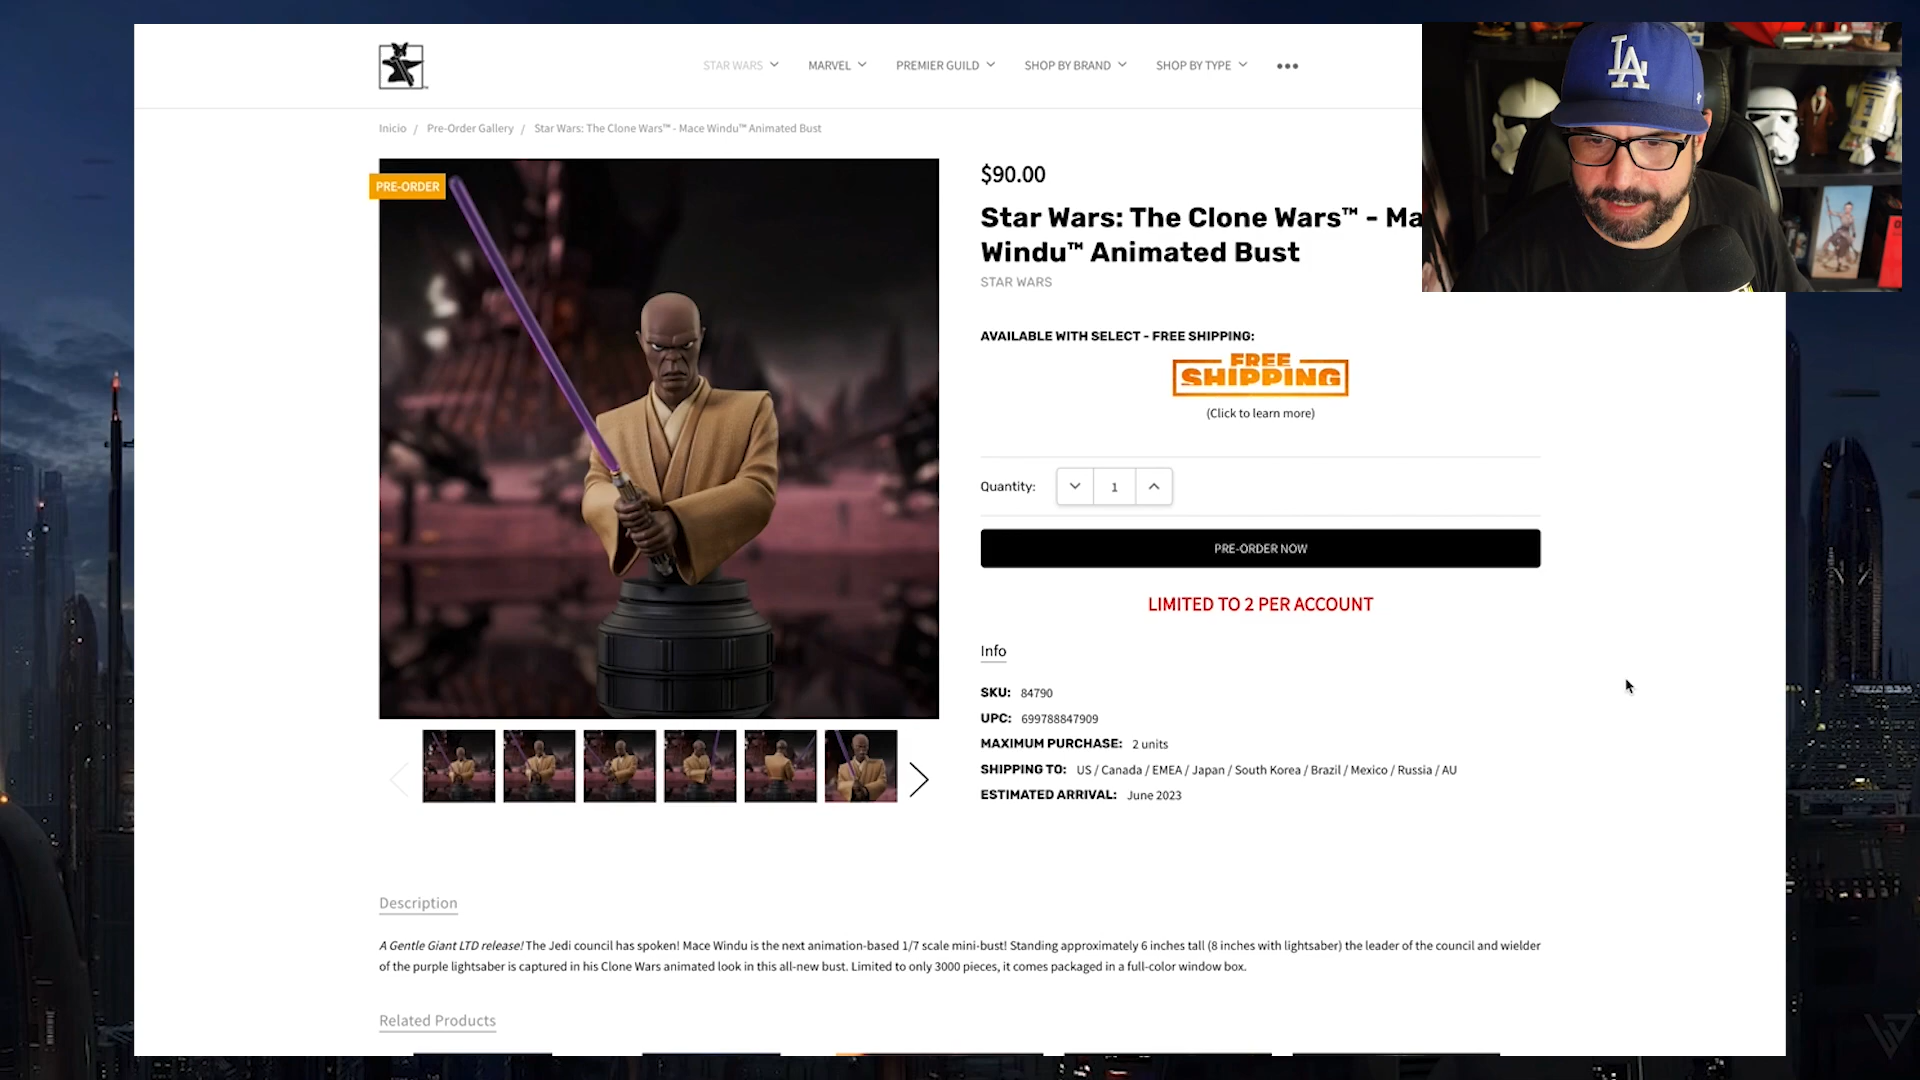 STAR WARS MARVEL PREMIER GUILD SHOP BY BRAND SHOP BY TYPE
Inicio / Pre-Order Gallery / Star Wars: The Clone Wars™ - Mace Windu™ Animated Bust
PRE-ORDER
$90.00
Star Wars: The Clone Wars™ - Ma
Windu™ Animated Bust
STAR WARS
AVAILABLE WITH SELECT - FREE SHIPPING:
FREE
SHIPPING
(Click to learn more)
Quantity: 1
PRE-ORDER NOW
LIMITED TO 2 PER ACCOUNT
Info
SKU: 84790
UPC: 699788847909
MAXIMUM PURCHASE: 2 units
SHIPPING TO: US / Canada / EMEA / Japan / South Korea / Brazil / Mexico / Russia / AU
ESTIMATED ARRIVAL: June 2023
Description
A Gentle Giant LTD release! The Jedi council has spoken! Mace Windu is the next animation-based 1/7 scale mini-bust! Standing approximately 6 inches tall (8 inches with lightsaber) the leader of the council and wielder
of the purple lightsaber is captured in his Clone Wars animated look in this all-new bust. Limited to only 3000 pieces, it comes packaged in a full-color window box.
Related Products
LA